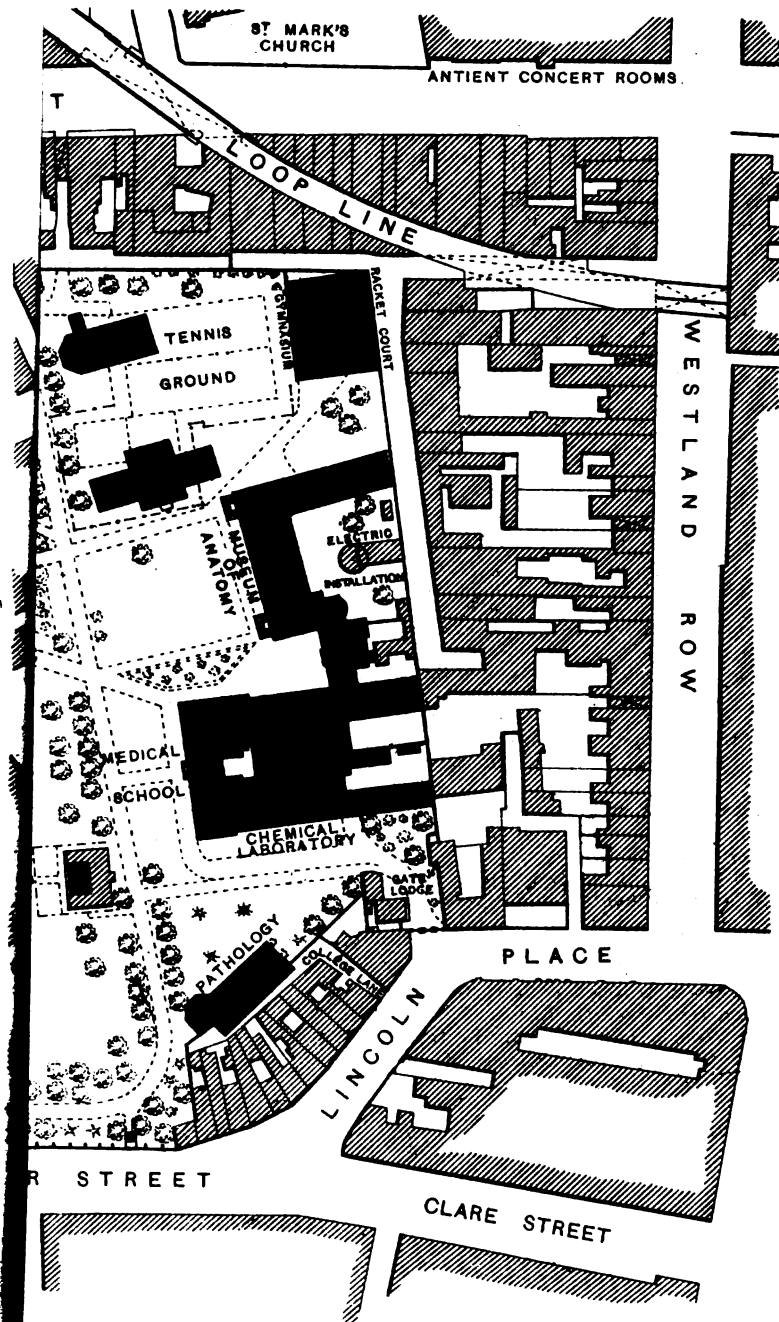 ST MARK'S
CHURCH
ANTIENT CONCERT ROOMS.
T
LOOP LINE
RACKET COURT
GYMNASIUM
TENNIS
GROUND
WESTLAND ROW
ELECTRIC
INSTALLATION
MUSEUM
OF
ANATOMY
MEDICAL
SCHOOL
CHEMICAL
LABORATORY
GATE
LODGE
PATHOLOGY
COLLEGE LAN
LINCOLN PLACE
R STREET
CLARE STREET